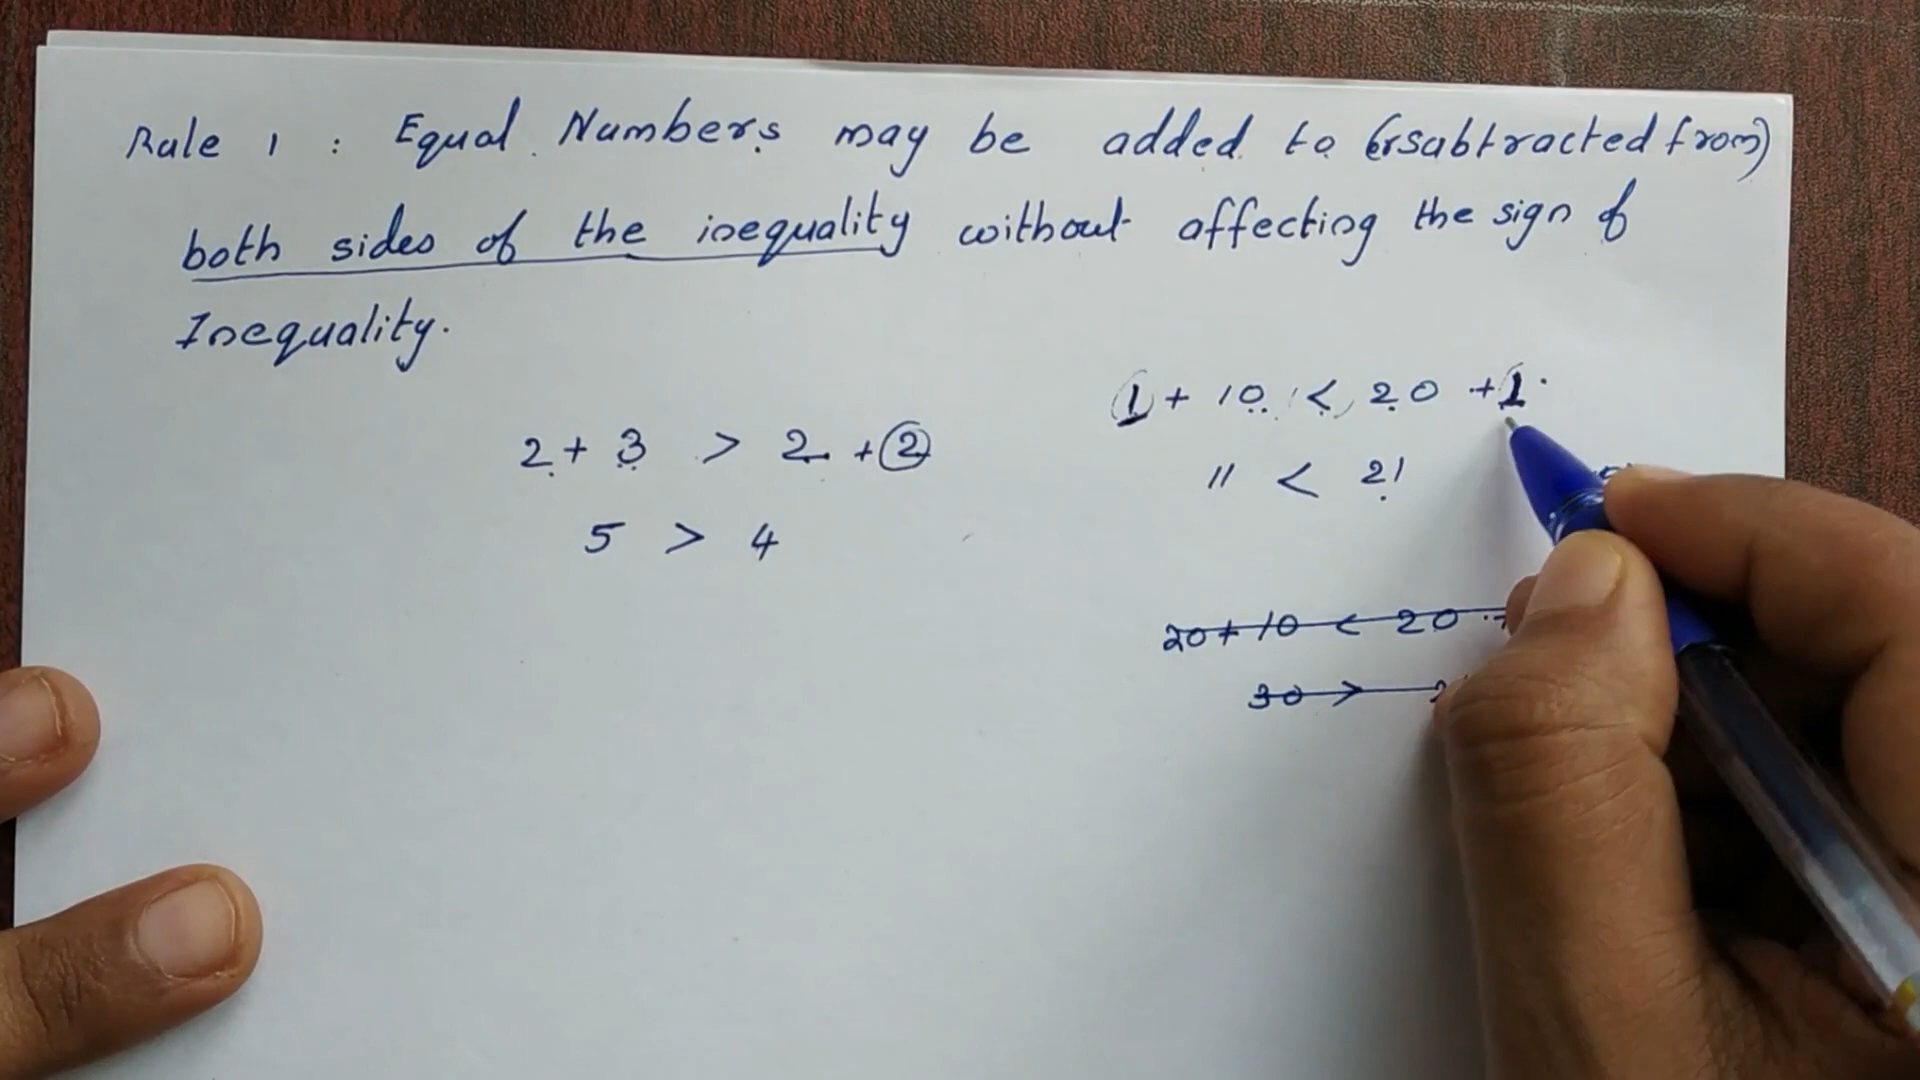 Rule 1 : Equal Numbers may be added to (or subtracted from)
both sides of the inequality without affecting the sign of
Inequality.
2 + 3 > 2 + 2
5 > 4
1 + 10 < 20 + 1
11 < 21
20 + 10 < 20 +
30 >